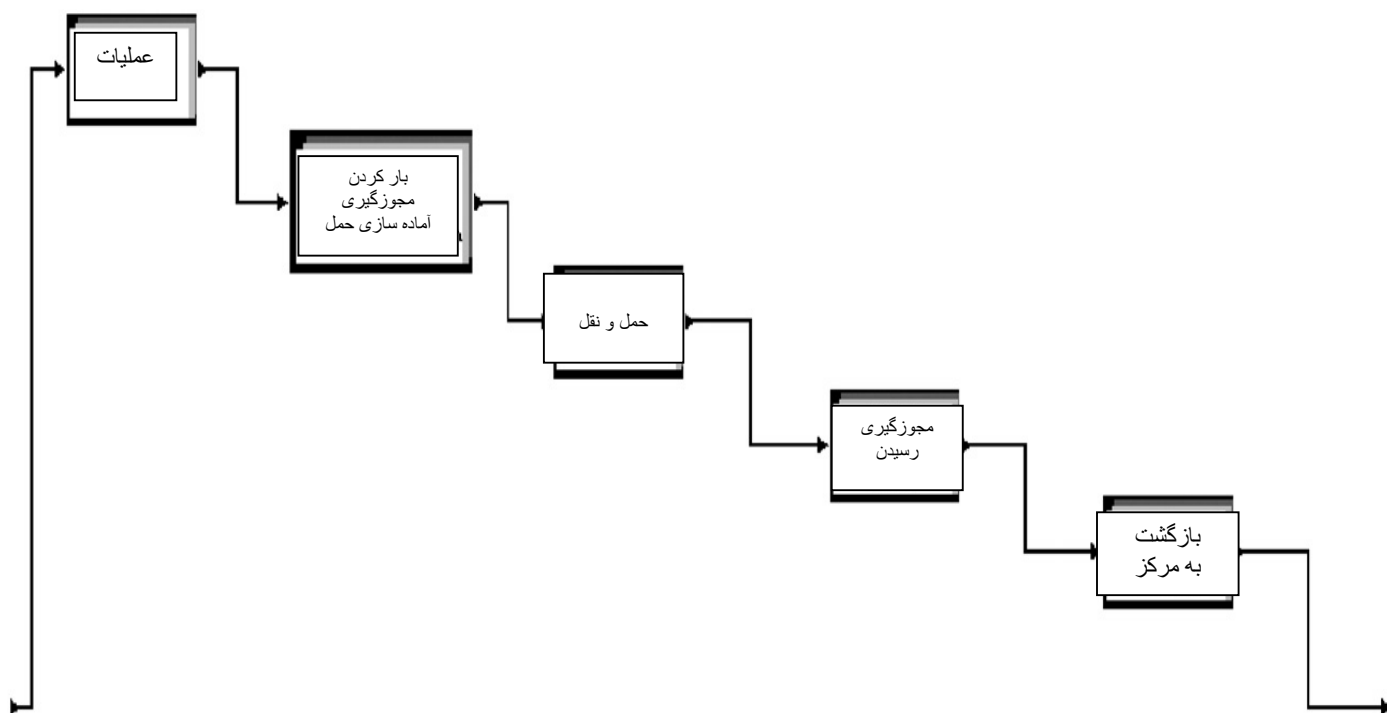 عملیات
بار کردن
مجوزگیری
آماده سازی حمل
حمل و نقل
مجوزگیری
رسیدن
بازگشت
به مرکز